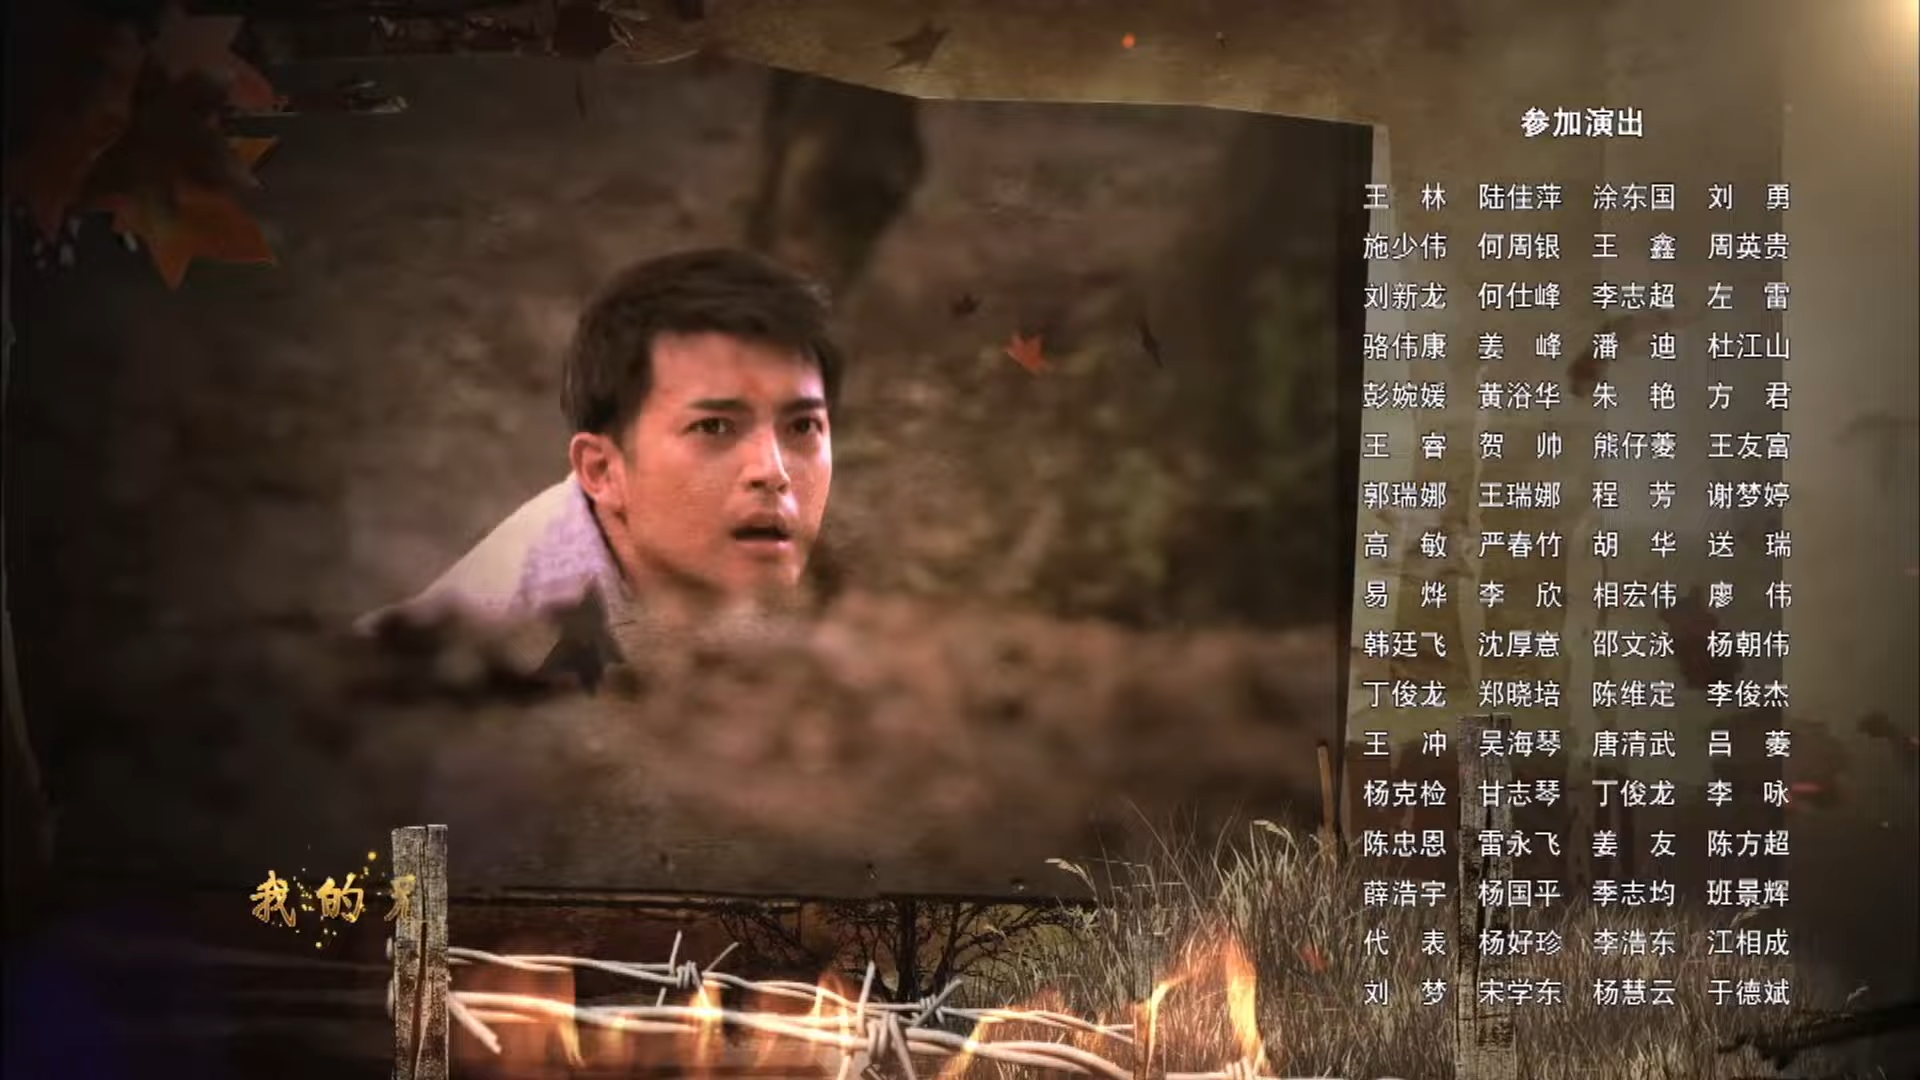 参加演出
王 林 陆佳萍 涂东国 刘 勇
施少伟 何周银 王 鑫 周英贵
刘新龙 何仕峰 李志超 左 雷
骆伟康 姜 峰 潘 迪 杜江山
彭婉媛 黄浴华 朱 艳 方 君
王 睿 贺 帅 熊仔菱 王友富
郭瑞娜 王瑞娜 程 芳 谢梦婷
高 敏 严春竹 胡 华 送 瑞
易 烨 李 欣 相宏伟 廖 伟
韩廷飞 沈厚意 邵文泳 杨朝伟
丁俊龙 郑晓培 陈维定 李俊杰
王 冲 吴海琴 唐清武 吕 菱
杨克检 甘志琴 丁俊龙 李 咏
陈忠恩 雷永飞 姜 友 陈方超
薛浩宇 杨国平 季志均 班景辉
代 表 杨好珍 李浩东 江相成
刘 梦 宋学东 杨慧云 于德斌
我的